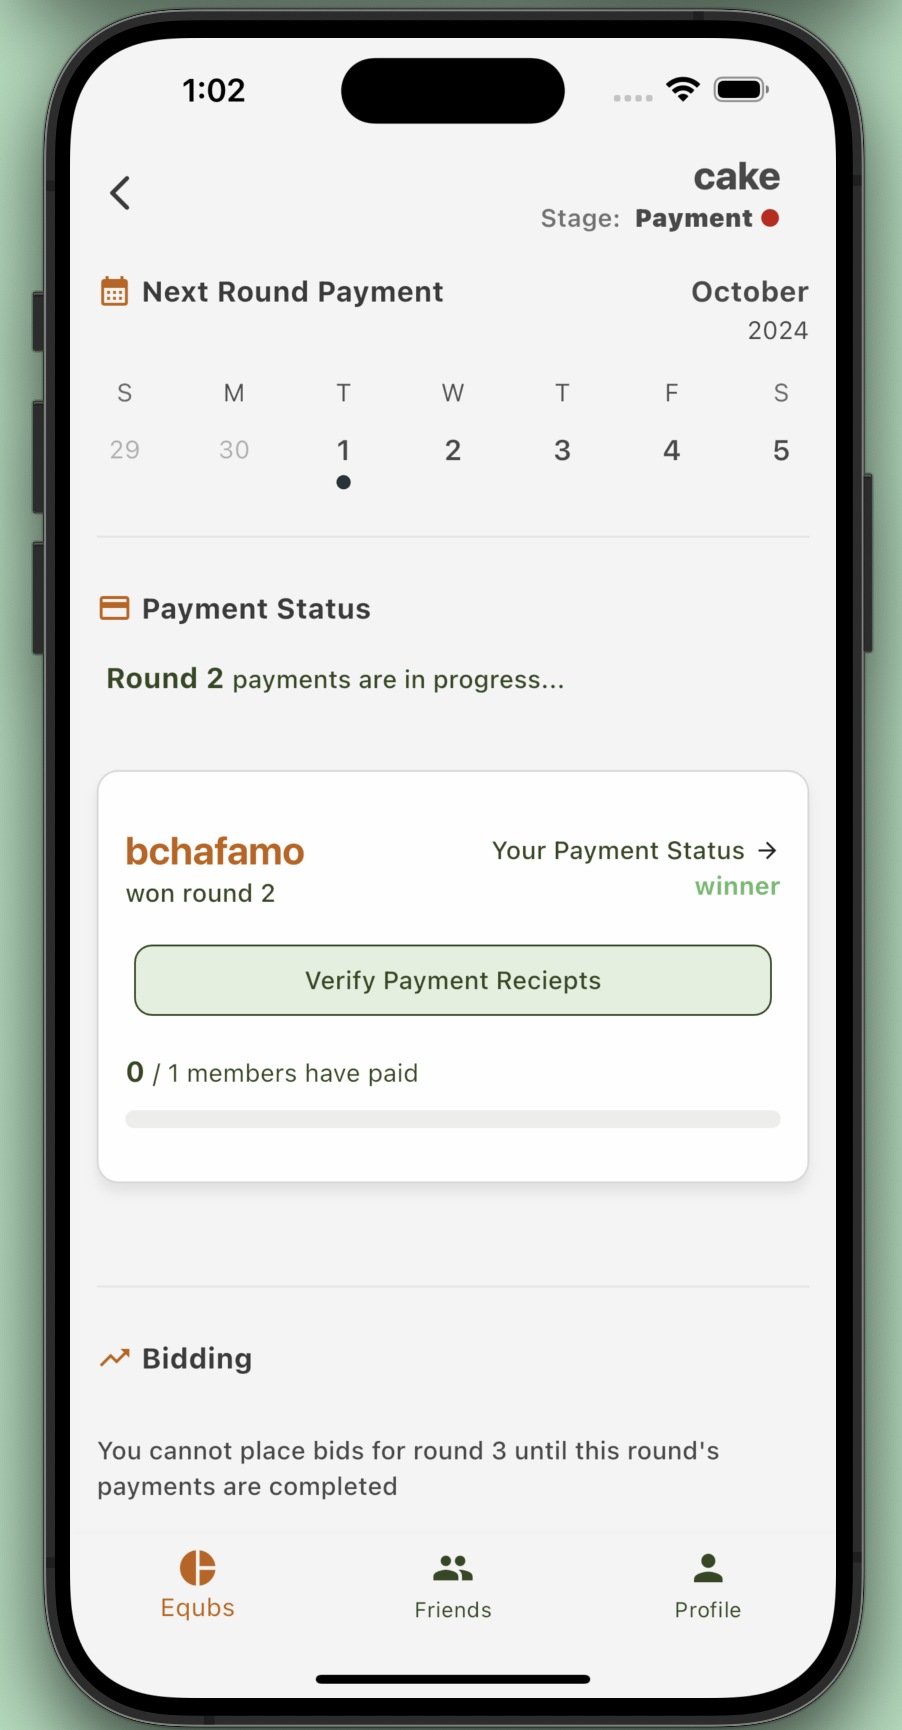 1:02
cake
Stage: Payment
Next Round Payment
October
2024
S M T W T F S
29 30 1 2 3 4 5
Payment Status
Round 2 payments are in progress...
bchafamo
won round 2
Your Payment Status →
winner
Verify Payment Reciepts
0 / 1 members have paid
Bidding
You cannot place bids for round 3 until this round's
payments are completed
Equbs
Friends
Profile